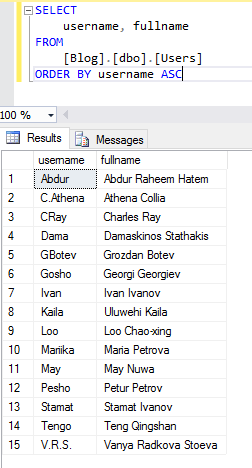 SELECT
username, fullname
FROM
[Blog].[dbo].[Users]
ORDER BY username ASC
100 %
Results Messages
username fullname
1 Abdur Abdur Raheem Hatem
2 C.Athena Athena Collia
3 CRay Charles Ray
4 Dama Damaskinos Stathakis
5 GBotev Grozdan Botev
6 Gosho Georgi Georgiev
7 Ivan Ivan Ivanov
8 Kaila Uluwehi Kaila
9 Loo Loo Chao-xing
10 Mariika Maria Petrova
11 May May Nuwa
12 Pesho Petur Petrov
13 Stamat Stamat Ivanov
14 Tengo Teng Qingshan
15 V.R.S. Vanya Radkova Stoeva